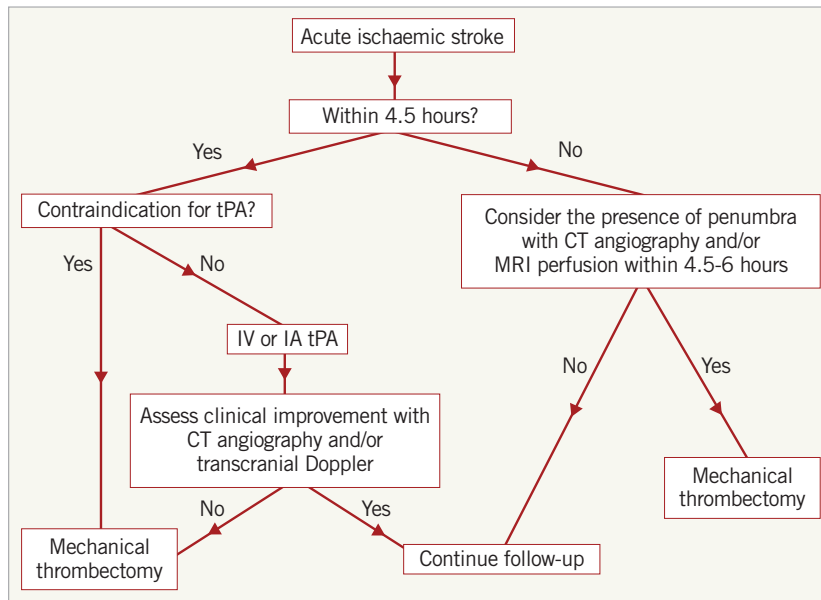 Acute ischaemic stroke
Within 4.5 hours?
Yes
No
Contraindication for tPA?
Consider the presence of penumbra
with CT angiography and/or
MRI perfusion within 4.5-6 hours
Yes
No
IV or IA tPA
No
Yes
Assess clinical improvement with
CT angiography and/or
transcranial Doppler
Mechanical
thrombectomy
No
Yes
Mechanical
thrombectomy
Continue follow-up